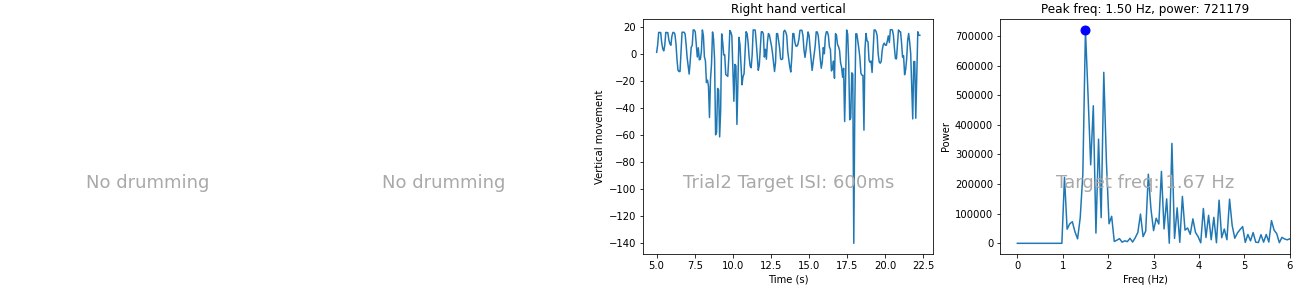 No drumming
No drumming
Right hand vertical
Vertical movement
20
0
−20
−40
−60
−80
−100
−120
−140
Trial2 Target ISI: 600ms
5.0 7.5 10.0 12.5 15.0 17.5 20.0 22.5
Time (s)
Peak freq: 1.50 Hz, power: 721179
Power
700000
600000
500000
400000
300000
200000
100000
0
Target freq: 1.67 Hz
0 1 2 3 4 5 6
Freq (Hz)